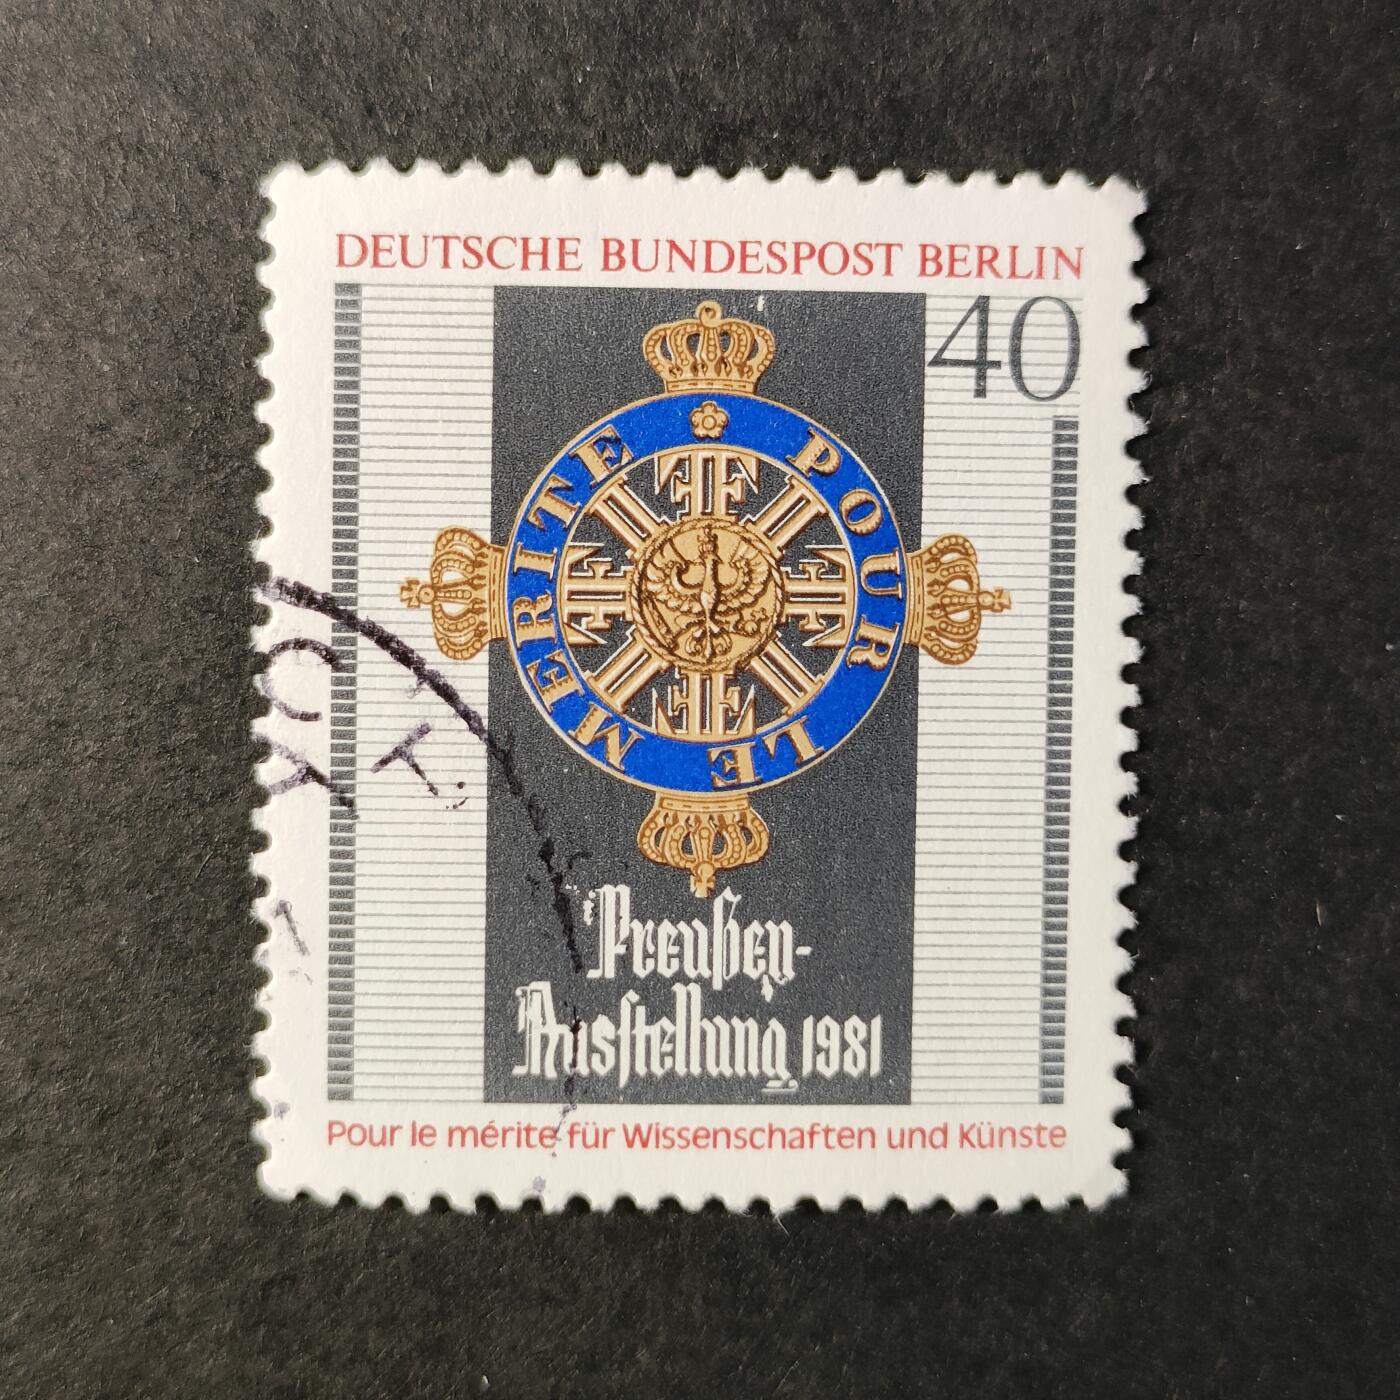 DEUTSCHE BUNDESPOST BERLIN
40
POUR LE MERITE
Preußen-
Ausstellung 1981
Pour le mérite für Wissenschaften und Künste